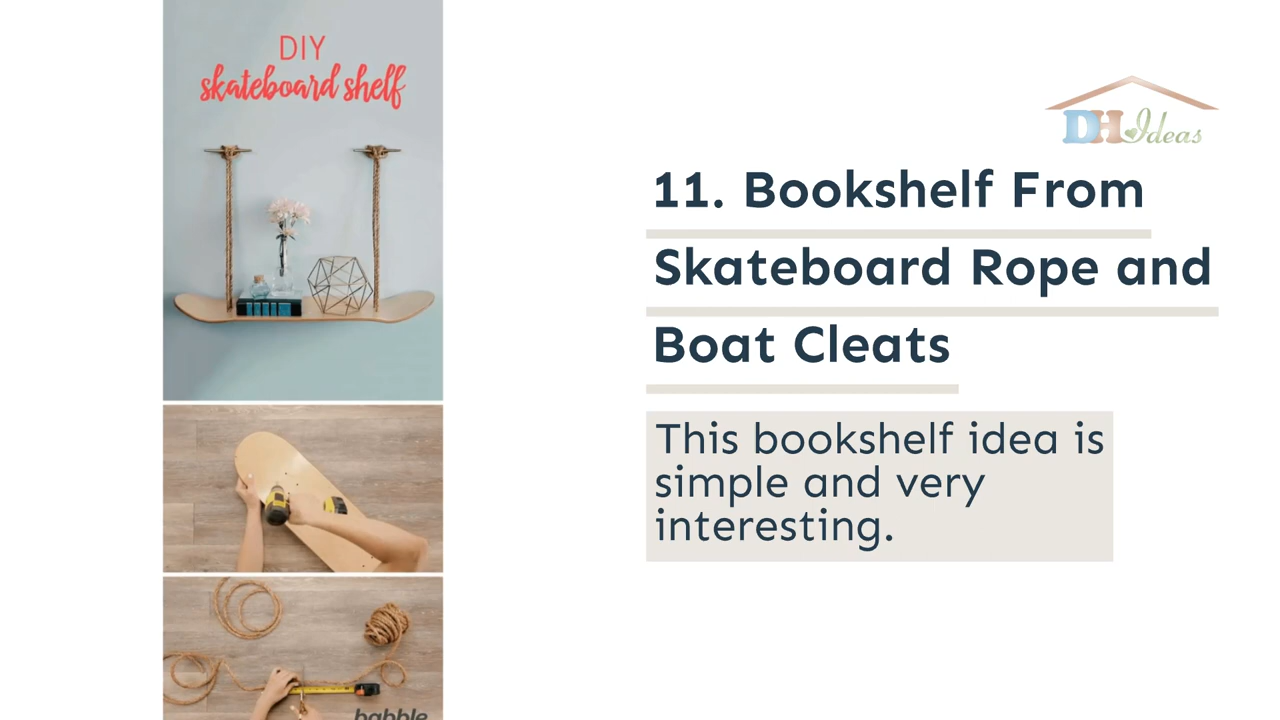 DIY
skateboard shelf
DH Ideas
11. Bookshelf From
Skateboard Rope and
Boat Cleats
This bookshelf idea is
simple and very
interesting.
babble